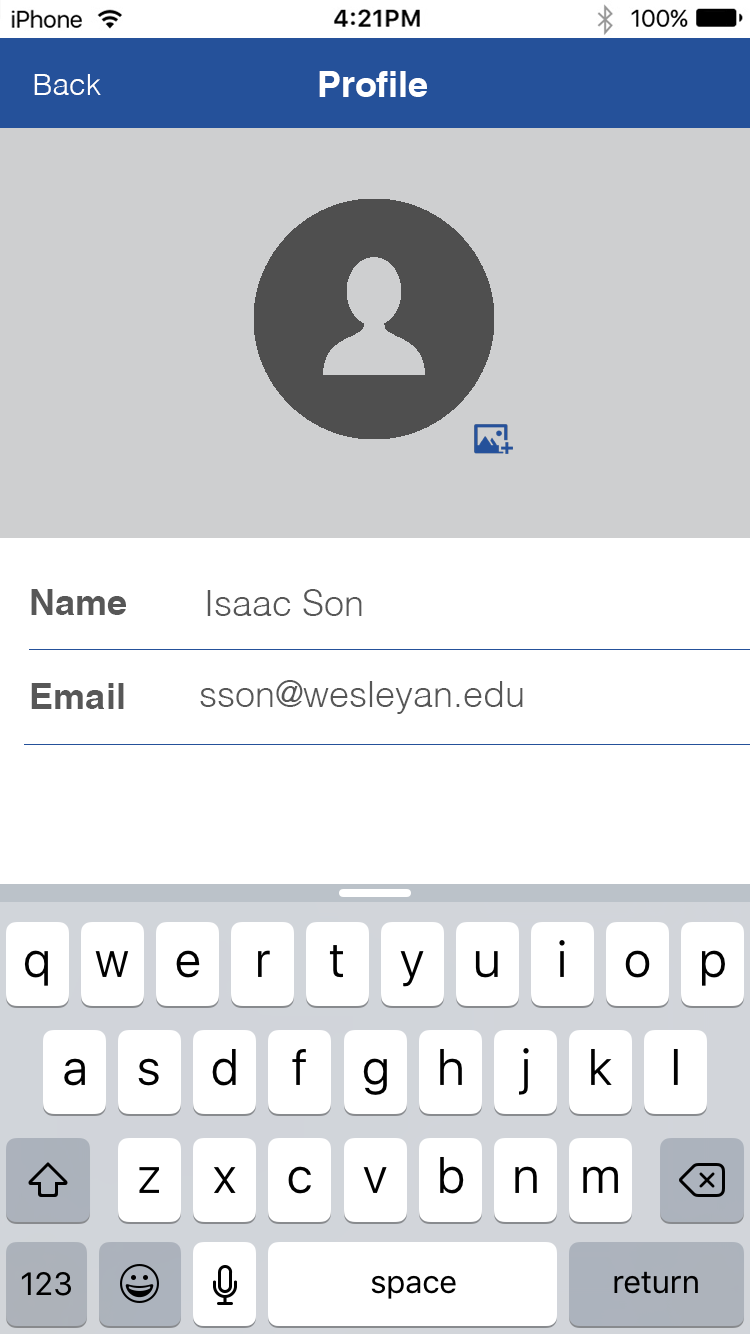 iPhone 4:21PM 100%
Back Profile
Name Isaac Son
Email sson@wesleyan.edu
q w e r t y u i o p
a s d f g h j k l
z x c v b n m
123 space return